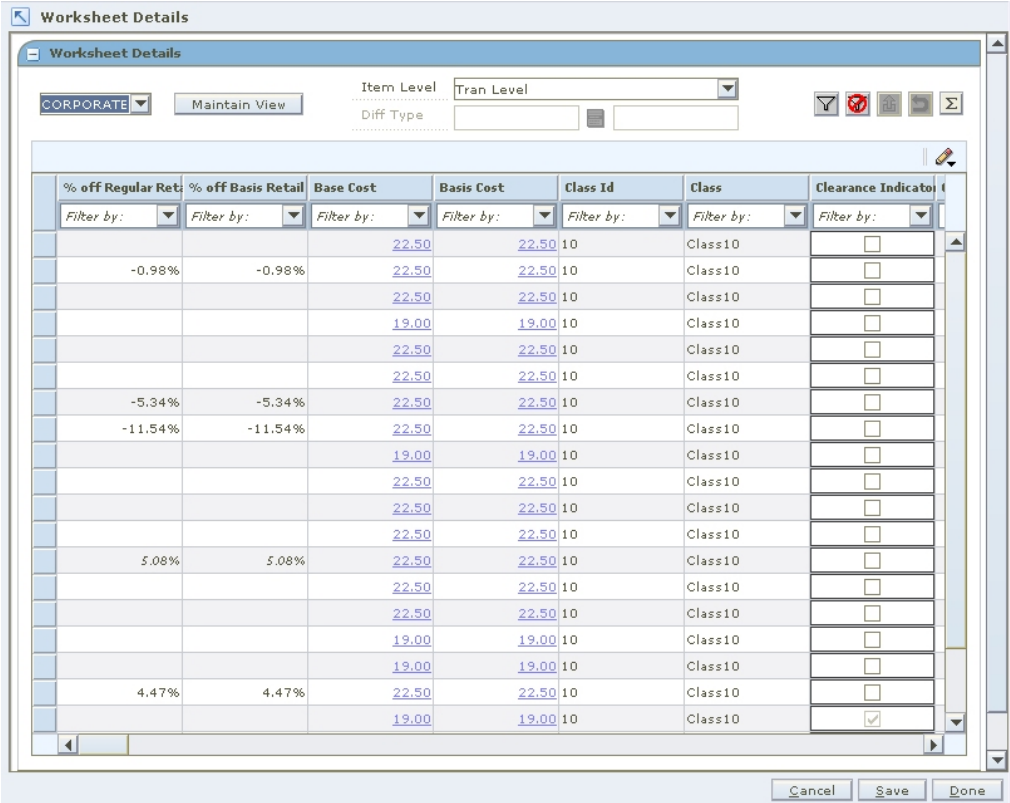 Worksheet Details
Worksheet Details
CORPORATE Maintain View Item Level Tran Level
Diff Type
Σ
% off Regular Reta % off Basis Retail Base Cost Basis Cost Class Id Class Clearance Indicator
Filter by: Filter by: Filter by: Filter by: Filter by: Filter by: Filter by:
22.50 22.50 10 Class10
-0.98% -0.98% 22.50 22.50 10 Class10
22.50 22.50 10 Class10
19.00 19.00 10 Class10
22.50 22.50 10 Class10
22.50 22.50 10 Class10
-5.34% -5.34% 22.50 22.50 10 Class10
-11.54% -11.54% 22.50 22.50 10 Class10
19.00 19.00 10 Class10
22.50 22.50 10 Class10
22.50 22.50 10 Class10
22.50 22.50 10 Class10
5.08% 5.08% 22.50 22.50 10 Class10
22.50 22.50 10 Class10
22.50 22.50 10 Class10
19.00 19.00 10 Class10
19.00 19.00 10 Class10
4.47% 4.47% 22.50 22.50 10 Class10
19.00 19.00 10 Class10
Cancel Save Done